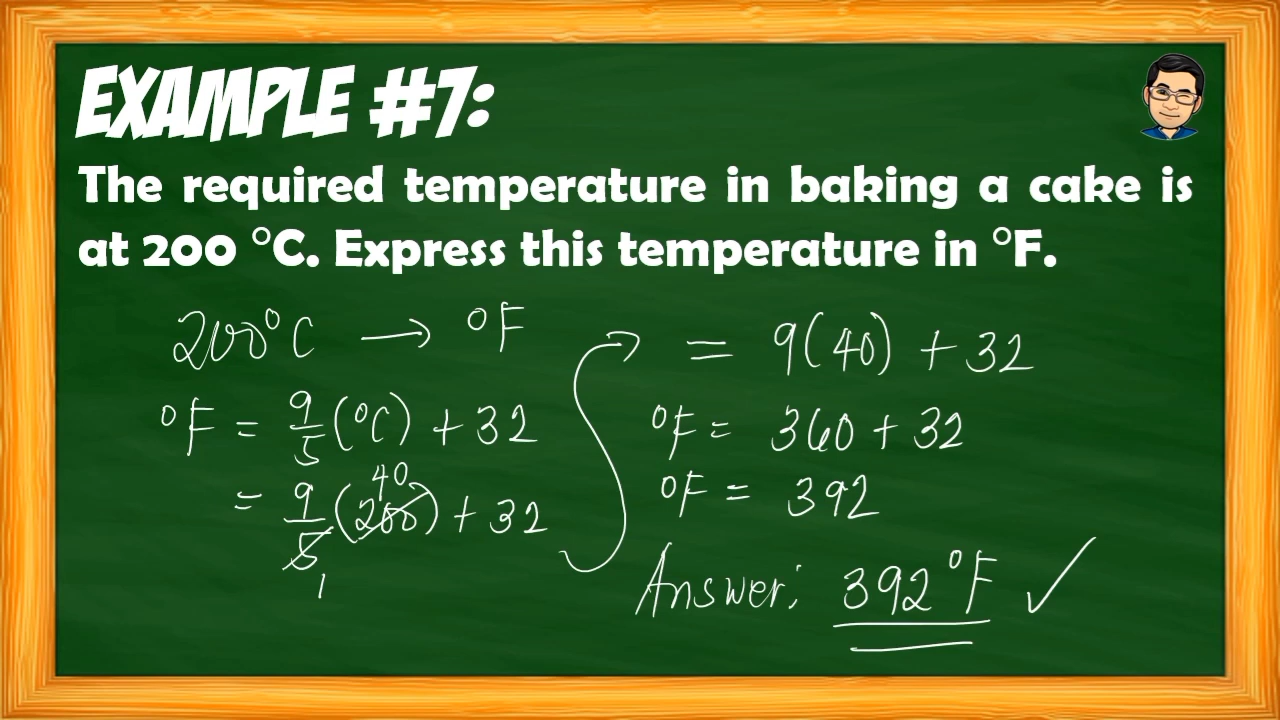 EXAMPLE #7:
The required temperature in baking a cake is
at 200 °C. Express this temperature in °F.
200°C → °F
°F = 9/5 (°C) + 32
= 9/5 (200) + 32
40
1
= 9(40) + 32
°F = 360 + 32
°F = 392
Answer: 392°F ✓